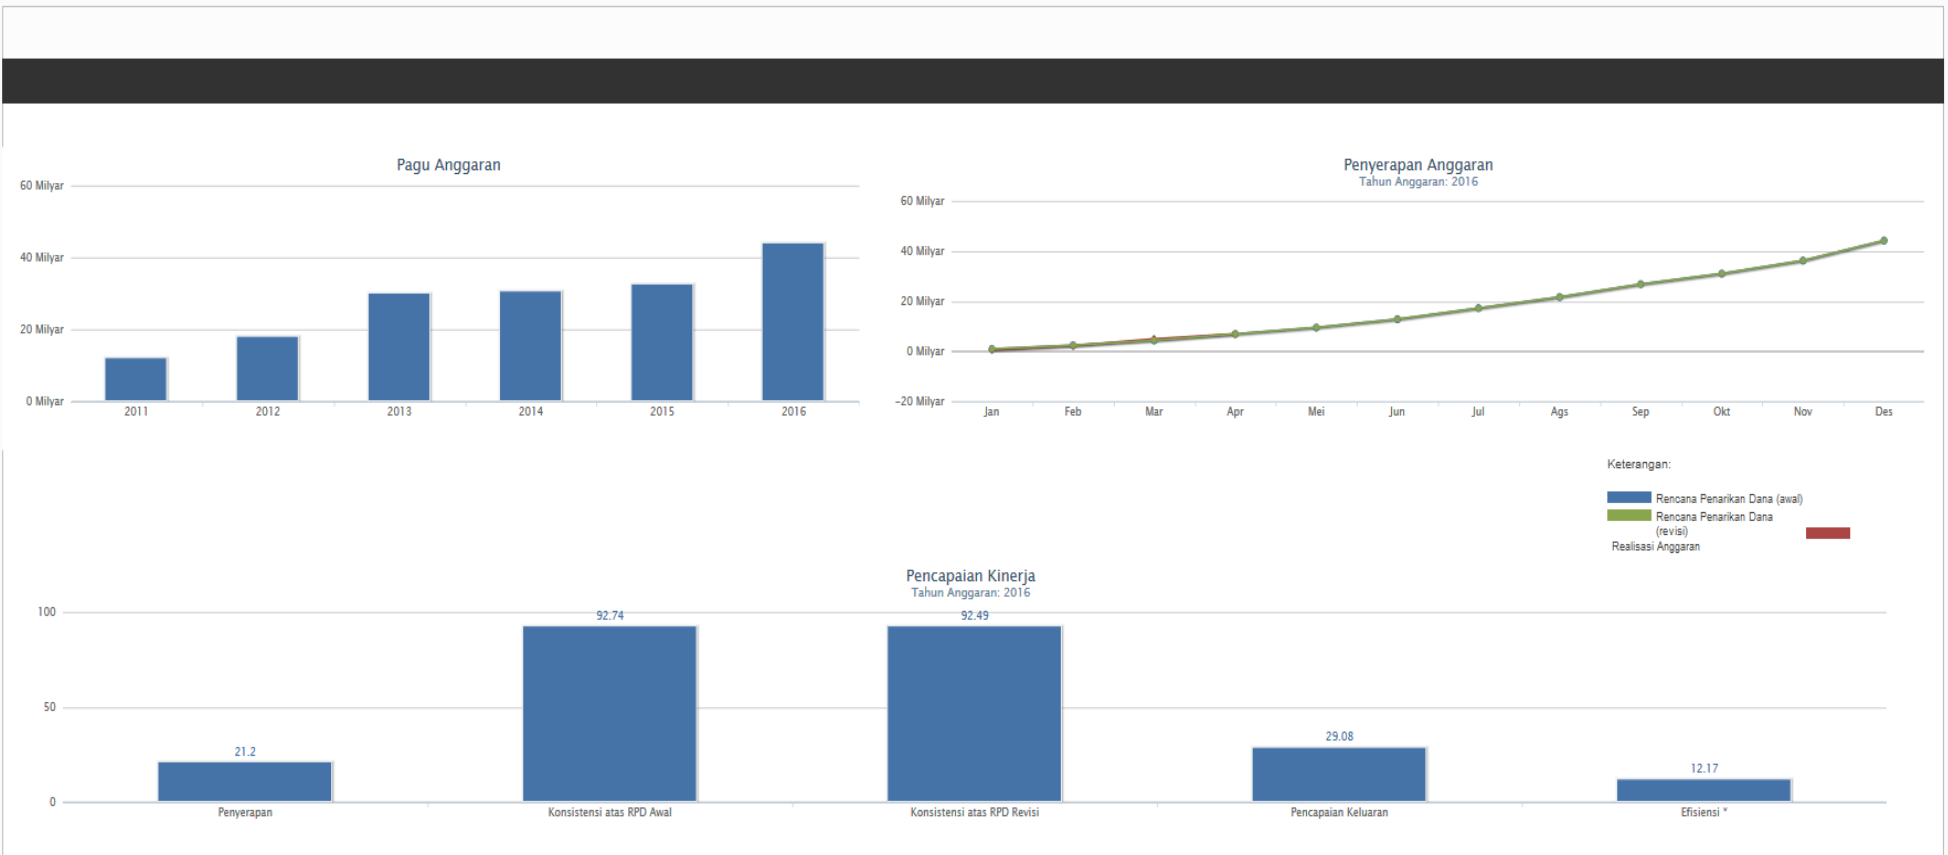 Pagu Anggaran
60 Milyar
40 Milyar
20 Milyar
0 Milyar
2011 2012 2013 2014 2015 2016
Penyerapan Anggaran
Tahun Anggaran: 2016
60 Milyar
40 Milyar
20 Milyar
0 Milyar
−20 Milyar
Jan Feb Mar Apr Mei Jun Jul Ags Sep Okt Nov Des
Keterangan:
Rencana Penarikan Dana (awal)
Rencana Penarikan Dana
(revisi)
Realisasi Anggaran
Pencapaian Kinerja
Tahun Anggaran: 2016
100
50
0
21.2 92.74 92.49 29.08 12.17
Penyerapan Konsistensi atas RPD Awal Konsistensi atas RPD Revisi Pencapaian Keluaran Efisiensi *